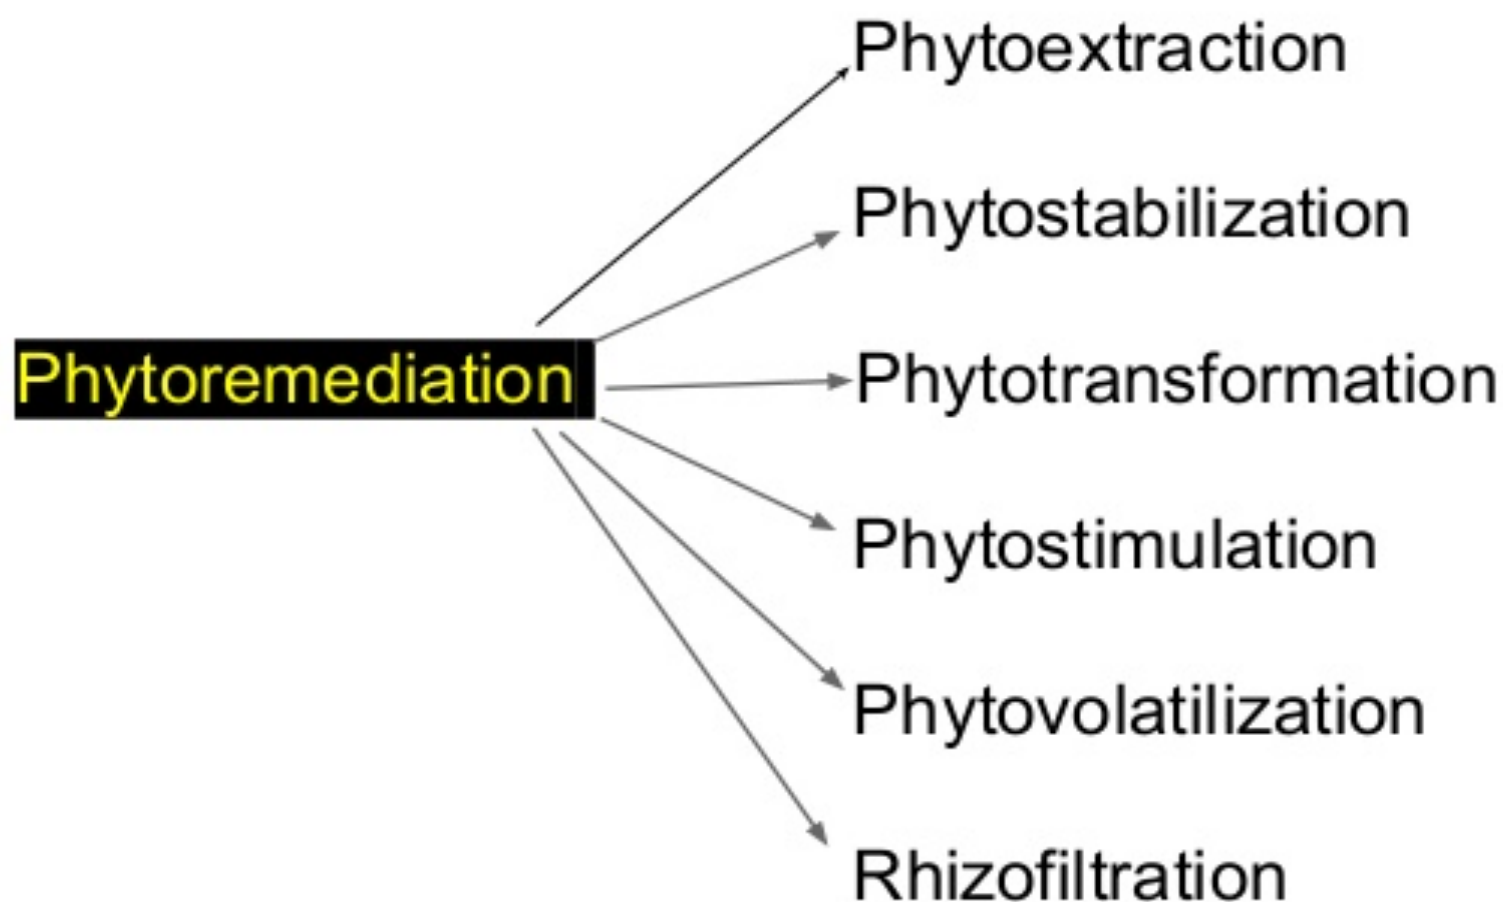 Phytoextraction
Phytostabilization
Phytoremediation
Phytotransformation
Phytostimulation
Phytovolatilization
Rhizofiltration